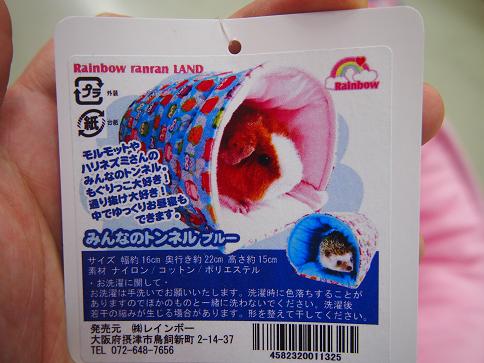 Rainbow ranran LAND
Rainbow
プラ 外装
紙 台紙
モルモットや
ハリネズミさんの
みんなのトンネル
もぐりっこ大好き!
通り抜け大好き!
中でゆっくりお昼寝も
できます。
みんなのトンネル ブルー
サイズ 幅約16cm 奥行き約22cm 高さ約15cm
素材 ナイロン/コットン/ポリエステル
・お洗濯に関して・
お洗濯は手洗いでお願いいたします。洗濯時に色落ちすることが
ありますのでほかのものと一緒に洗わないでください。洗濯後
若干の縮みが生じる場合があります。形を整えて干してください。
発売元 ㈱レインボー
大阪府摂津市鳥飼新町2-14-37
TEL 072-648-7656
4582320011325